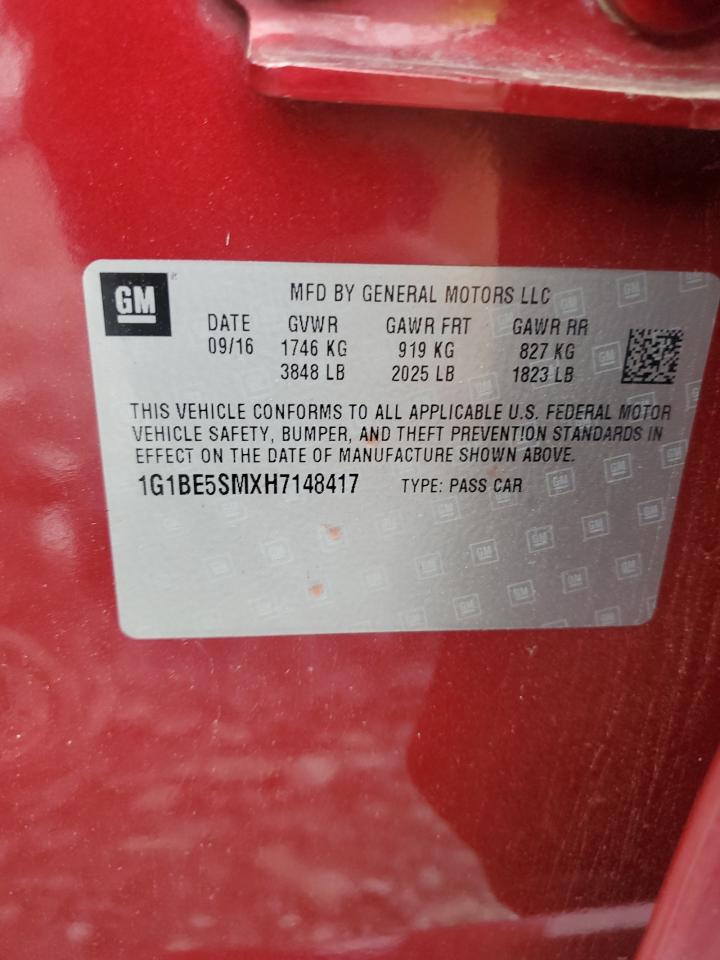 GM
MFD BY GENERAL MOTORS LLC
DATE GVWR GAWR FRT GAWR RR
09/16 1746 KG 919 KG 827 KG
3848 LB 2025 LB 1823 LB
THIS VEHICLE CONFORMS TO ALL APPLICABLE U.S. FEDERAL MOTOR
VEHICLE SAFETY, BUMPER, AND THEFT PREVENTION STANDARDS IN
EFFECT ON THE DATE OF MANUFACTURE SHOWN ABOVE.
1G1BE5SMXH7148417 TYPE: PASS CAR